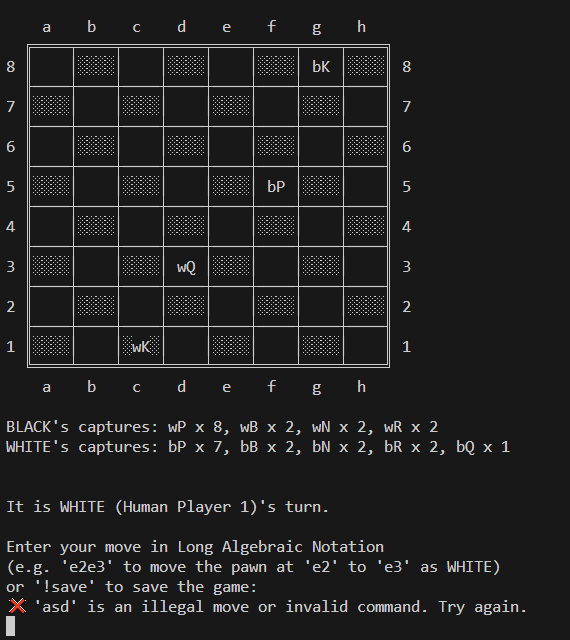 a b c d e f g h
8 bK 8
7 7
6 6
5 bP 5
4 4
3 wQ 3
2 2
1 wK 1
a b c d e f g h
BLACK's captures: wP x 8, wB x 2, wN x 2, wR x 2
WHITE's captures: bP x 7, bB x 2, bN x 2, bR x 2, bQ x 1
It is WHITE (Human Player 1)'s turn.
Enter your move in Long Algebraic Notation
(e.g. 'e2e3' to move the pawn at 'e2' to 'e3' as WHITE)
or '!save' to save the game:
❌ 'asd' is an illegal move or invalid command. Try again.